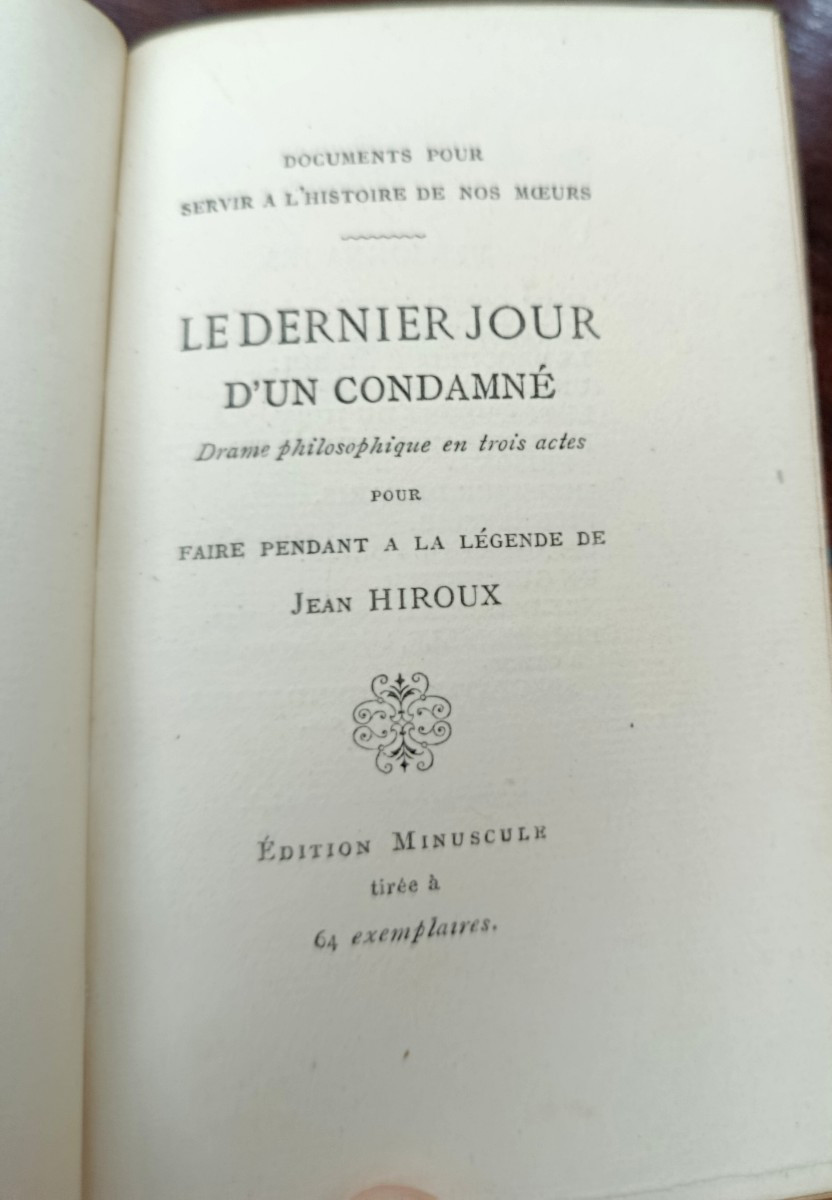 DOCUMENTS POUR
SERVIR A L'HISTOIRE DE NOS MŒURS
LE DERNIER JOUR
D'UN CONDAMNÉ
Drame philosophique en trois actes
POUR
FAIRE PENDANT A LA LÉGENDE DE
JEAN HIROUX
ÉDITION MINUSCULE
tirée à
64 exemplaires.